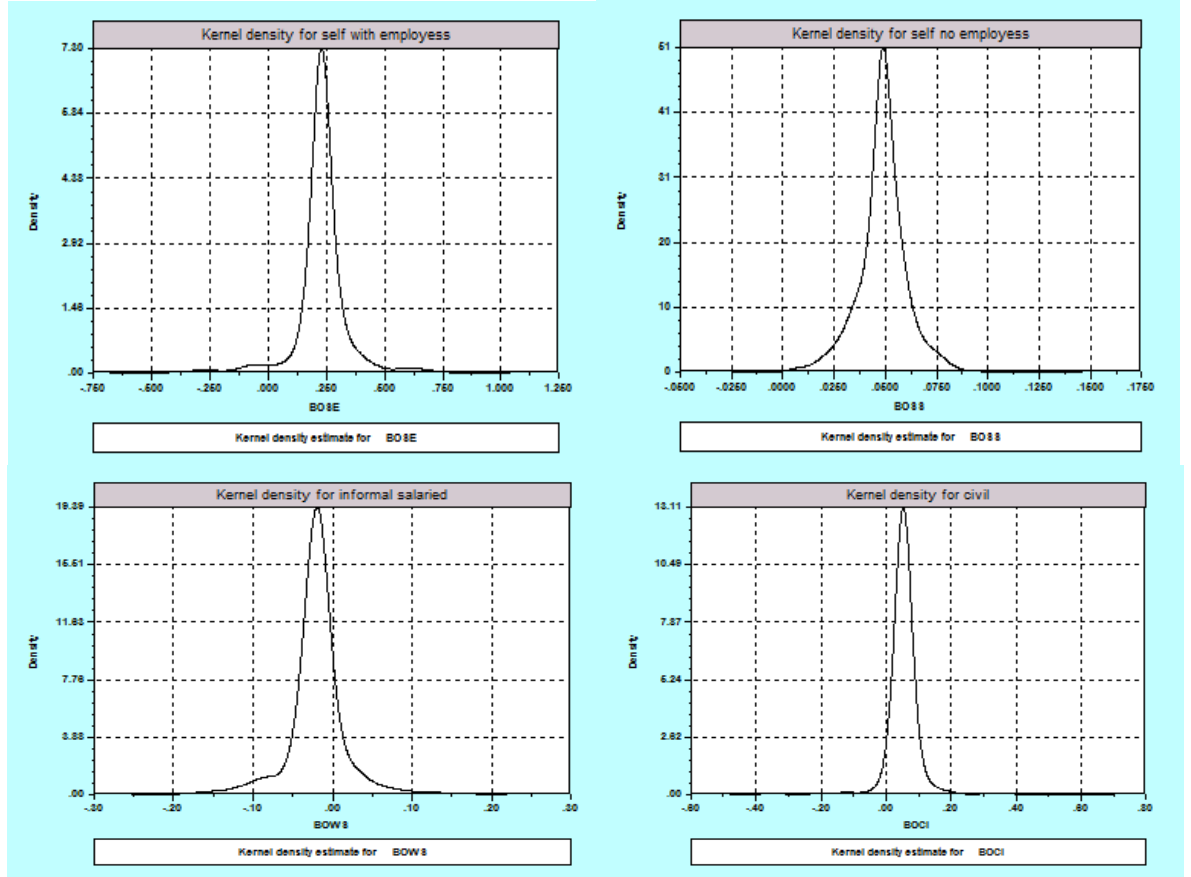 Kernel density for self with employess
7.30
5.84
4.38
2.92
1.46
.00
Density
-.750 -.500 -.250 .000 .250 .500 .750 1.000 1.250
BOSE
Kernel density estimate for BOSE
Kernel density for self no employess
51
41
31
20
10
0
Density
-.0500 -.0250 .0000 .0250 .0500 .0750 .1000 .1250 .1500 .1750
BOSS
Kernel density estimate for BOSS
Kernel density for informal salaried
19.39
15.51
11.63
7.76
3.88
.00
Density
-.30 -.20 -.10 .00 .10 .20 .30
BOWS
Kernel density estimate for BOWS
Kernel density for civil
13.11
10.49
7.87
5.24
2.62
.00
Density
-.60 -.40 -.20 .00 .20 .40 .60 .80
BOCI
Kernel density estimate for BOCI